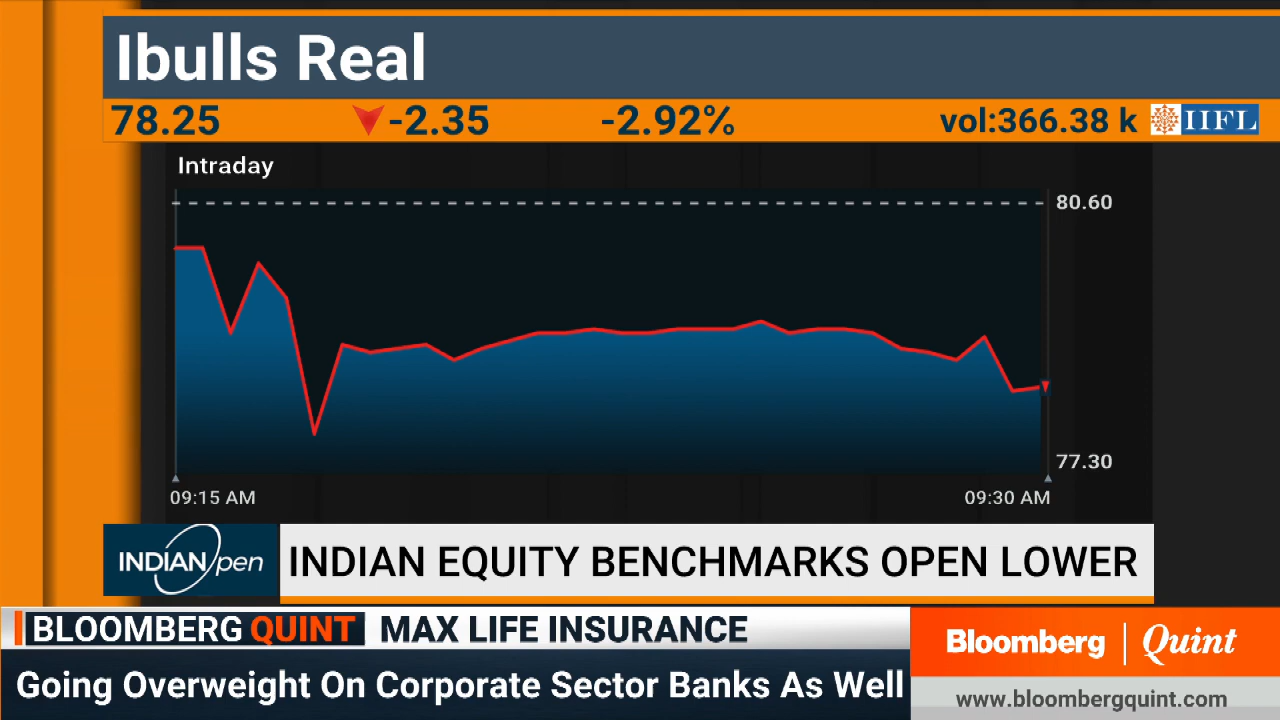 Ibulls Real
78.25 -2.35 -2.92% vol:366.38 k IIFL
Intraday
80.60
77.30
09:15 AM 09:30 AM
INDIAN Open INDIAN EQUITY BENCHMARKS OPEN LOWER
BLOOMBERG QUINT MAX LIFE INSURANCE
Going Overweight On Corporate Sector Banks As Well
Bloomberg | Quint
www.bloombergquint.com